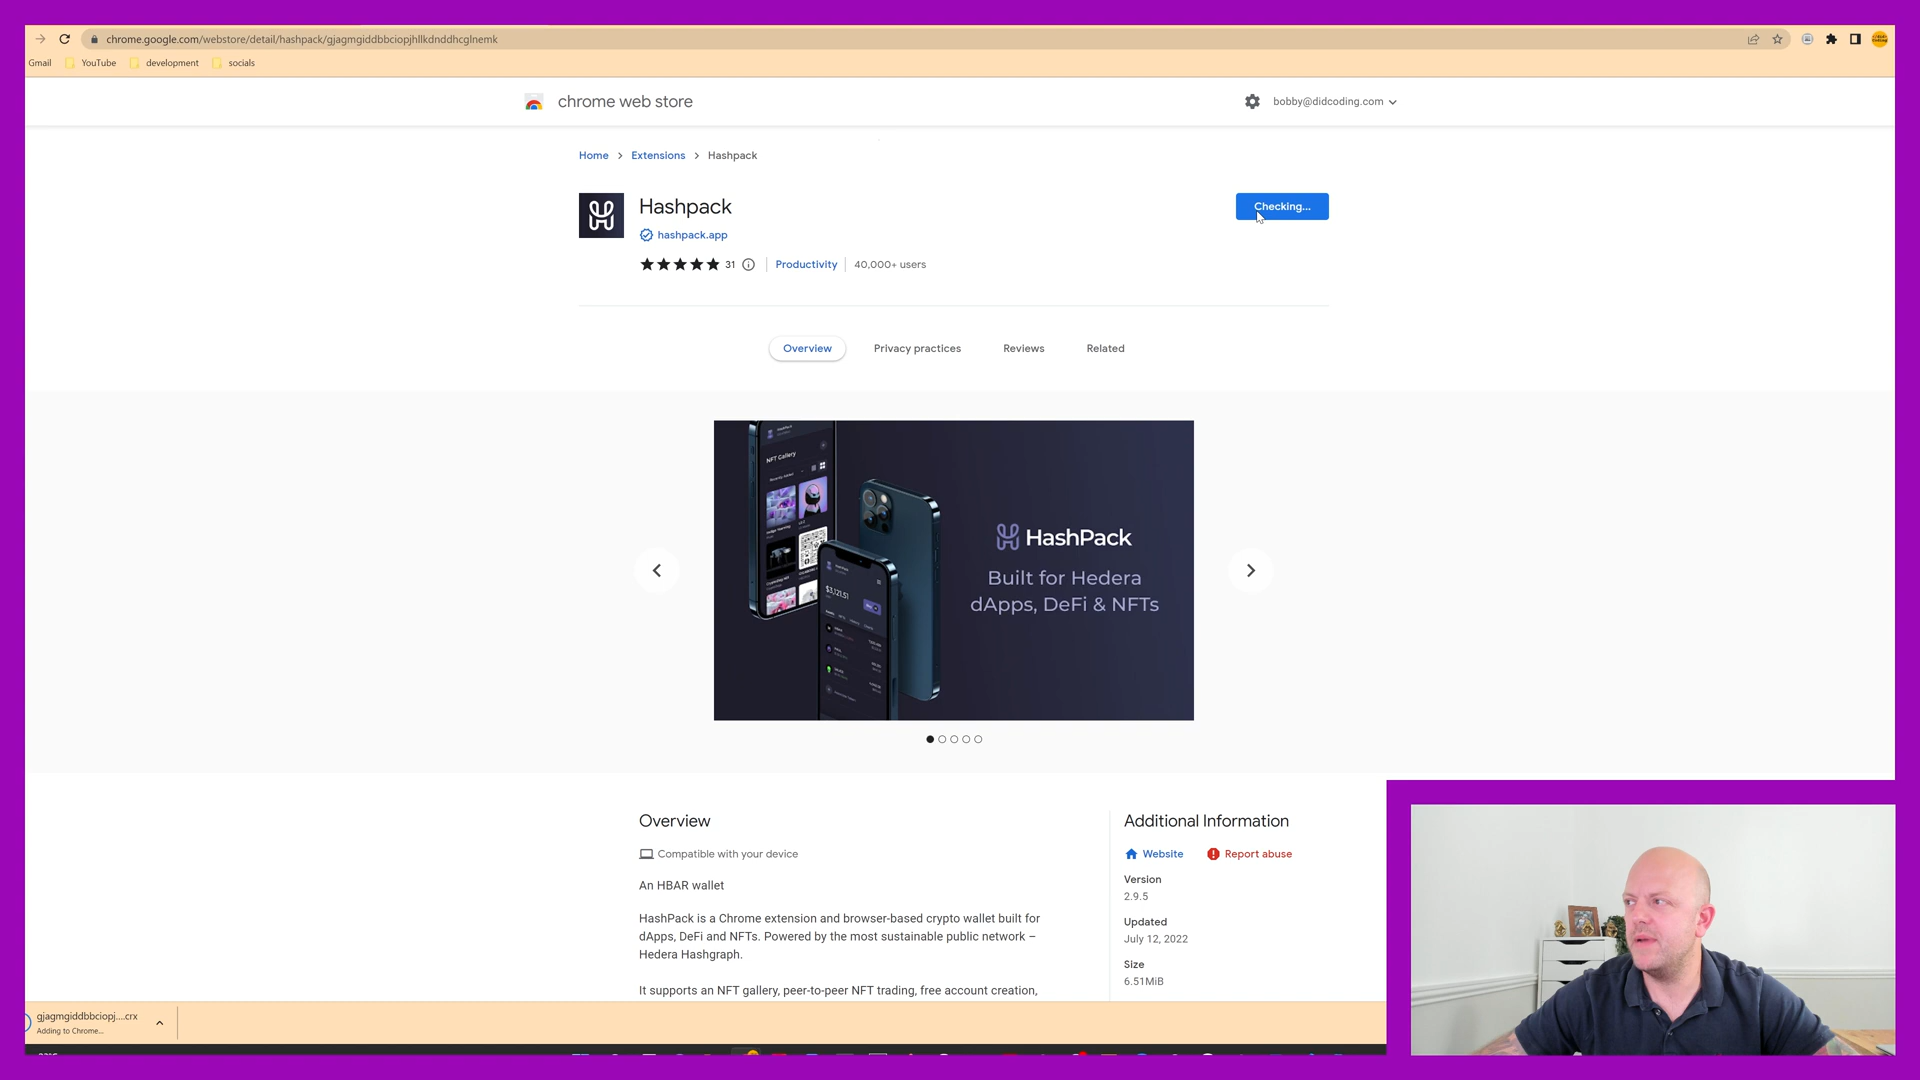 chrome.google.com/webstore/detail/hashpack/gjagmgiddbbciopjhllkdnddhcglnemk
Gmail YouTube development socials
chrome web store
bobby@didcoding.com
Home > Extensions > Hashpack
Hashpack
Checking...
hashpack.app
31 Productivity 40,000+ users
Overview Privacy practices Reviews Related
NFT Gallery
$3,121.51
HashPack
Built for Hedera
dApps, DeFi & NFTs
Overview
Compatible with your device
An HBAR wallet
HashPack is a Chrome extension and browser-based crypto wallet built for
dApps, DeFi and NFTs. Powered by the most sustainable public network –
Hedera Hashgraph.
It supports an NFT gallery, peer-to-peer NFT trading, free account creation,
Additional Information
Website Report abuse
Version
2.9.5
Updated
July 12, 2022
Size
6.51MiB
gjagmgiddbbciopj....crx
Adding to Chrome...